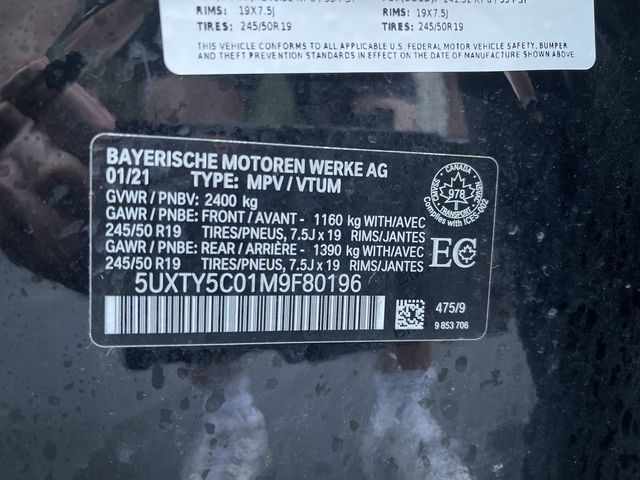 RIMS: 19X7.5J
TIRES: 245/50R19
RIMS: 19X7.5J
TIRES: 245/50R19
THIS VEHICLE CONFORMS TO ALL APPLICABLE U.S. FEDERAL MOTOR VEHICLE SAFETY, BUMPER
AND THEFT PREVENTION STANDARDS IN EFFECT ON THE DATE OF MANUFACTURE SHOWN ABOVE.
BAYERISCHE MOTOREN WERKE AG
01/21 TYPE: MPV/VTUM
GVWR/PNBV: 2400 kg
GAWR/PNBE: FRONT/AVANT - 1160 kg WITH/AVEC
245/50 R19 TIRES/PNEUS, 7.5J x 19 RIMS/JANTES
GAWR/PNBE: REAR/ARRIÈRE - 1390 kg WITH/AVEC
245/50 R19 TIRES/PNEUS, 7.5J x 19 RIMS/JANTES
5UXTY5C01M9F80196
CANADA
978
TRANSPORT
Complies with ICES-002
EC
475/9
9 853 706